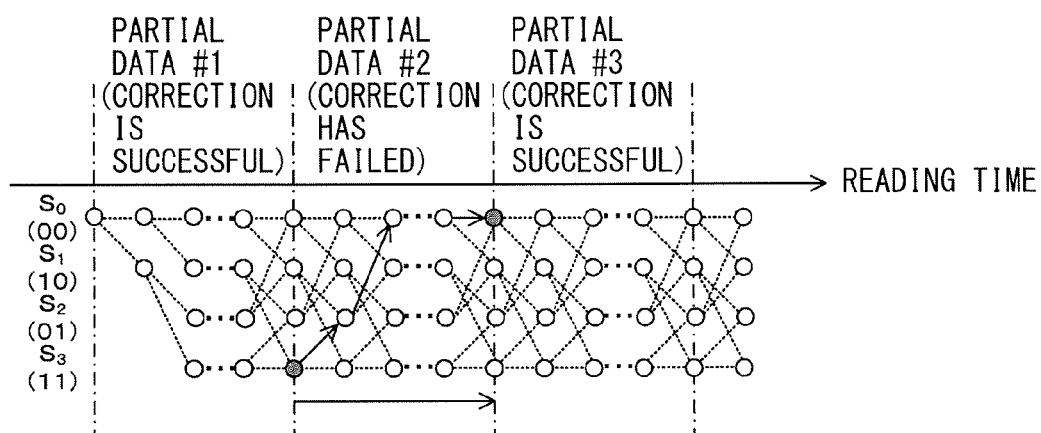 PARTIAL
DATA #1
(CORRECTION
IS
SUCCESSFUL)
PARTIAL
DATA #2
(CORRECTION
HAS
FAILED)
PARTIAL
DATA #3
(CORRECTION
IS
SUCCESSFUL)
READING TIME
S₀
(00)
S₁
(10)
S₂
(01)
S₃
(11)